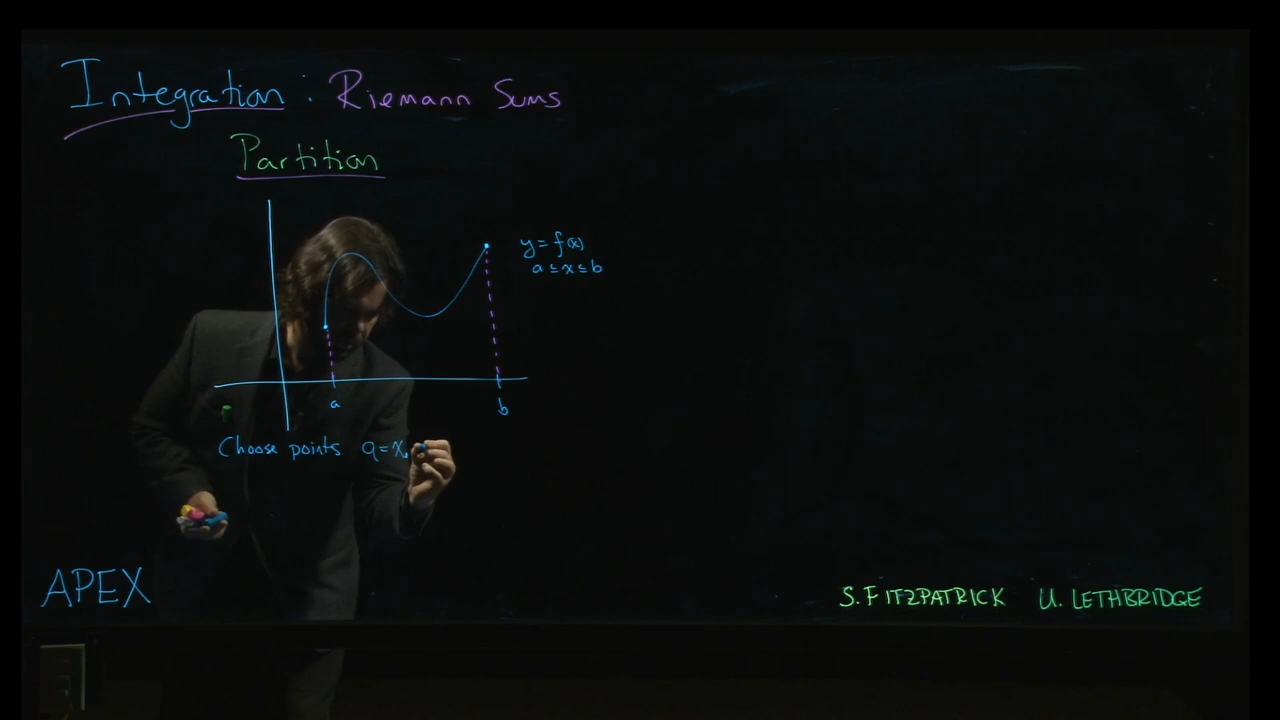 Integration: Riemann Sums
Partition
y = f(x)
a ≤ x ≤ b
a
b
Choose points a = x₀
APEX
S. FITZPATRICK U. LETHBRIDGE